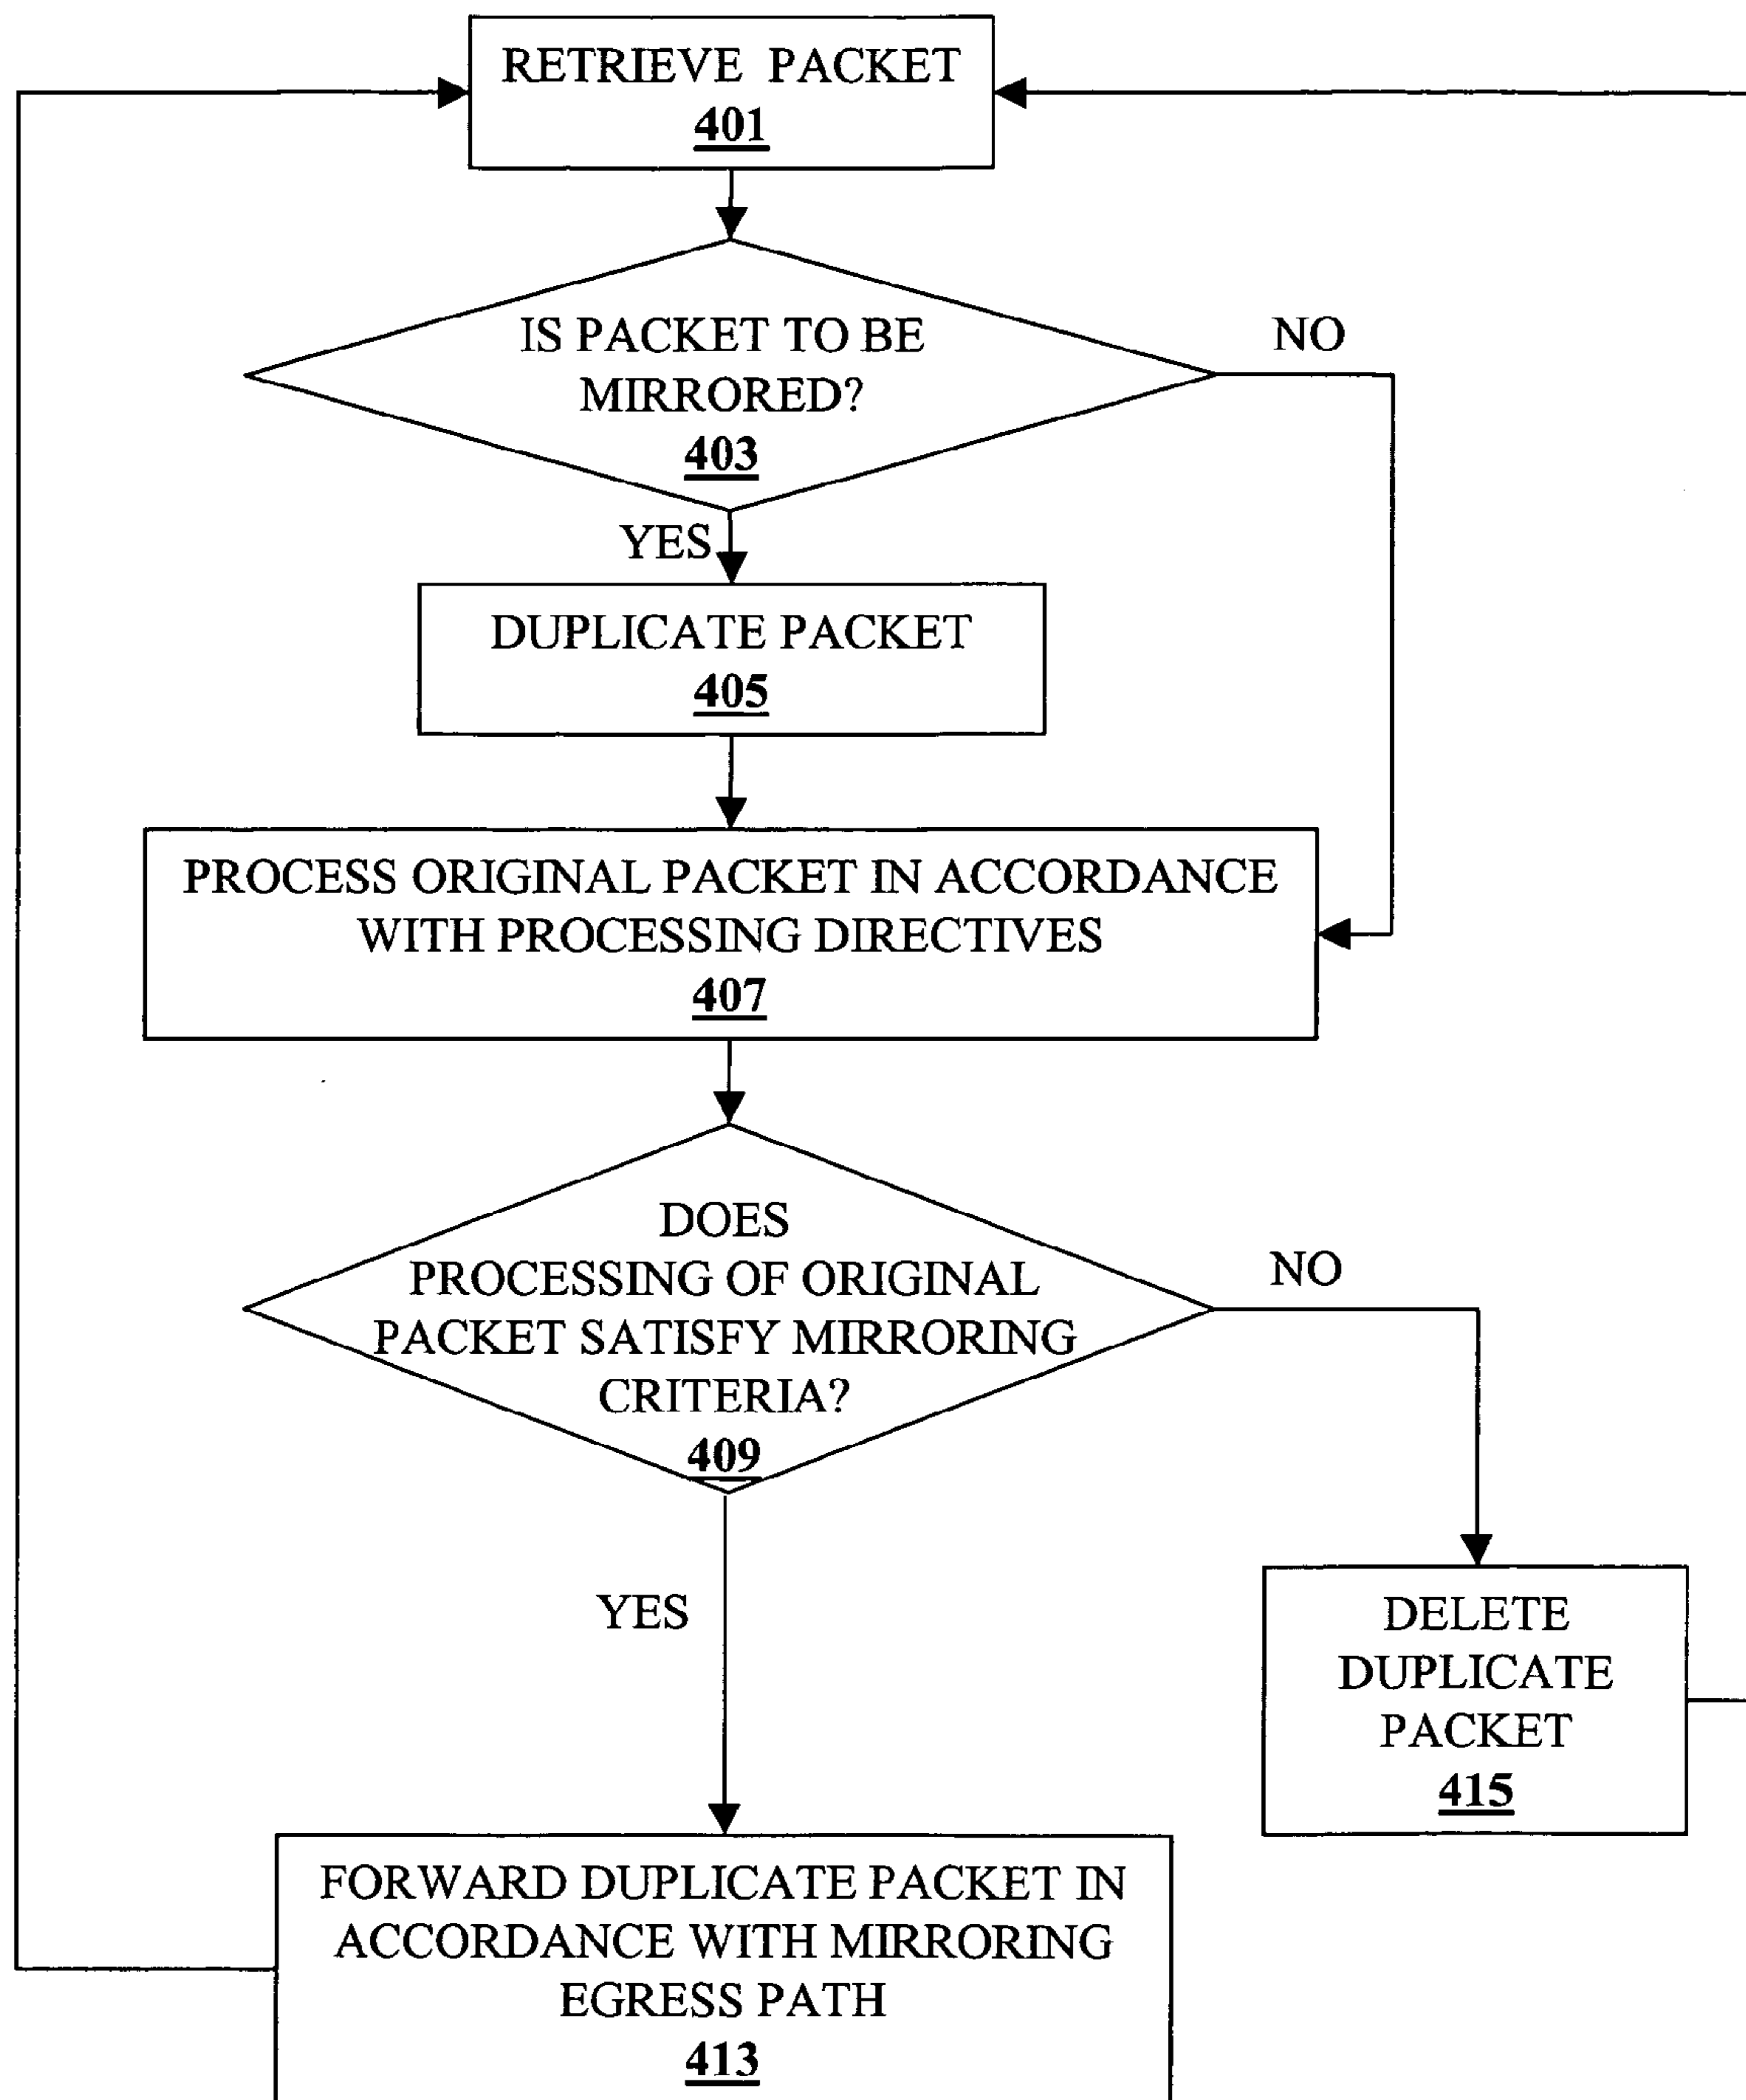 RETRIEVE PACKET
401
IS PACKET TO BE
MIRRORED?
403
NO
YES
DUPLICATE PACKET
405
PROCESS ORIGINAL PACKET IN ACCORDANCE
WITH PROCESSING DIRECTIVES
407
DOES
PROCESSING OF ORIGINAL
PACKET SATISFY MIRRORING
CRITERIA?
409
NO
YES
DELETE
DUPLICATE
PACKET
415
FORWARD DUPLICATE PACKET IN
ACCORDANCE WITH MIRRORING
EGRESS PATH
413